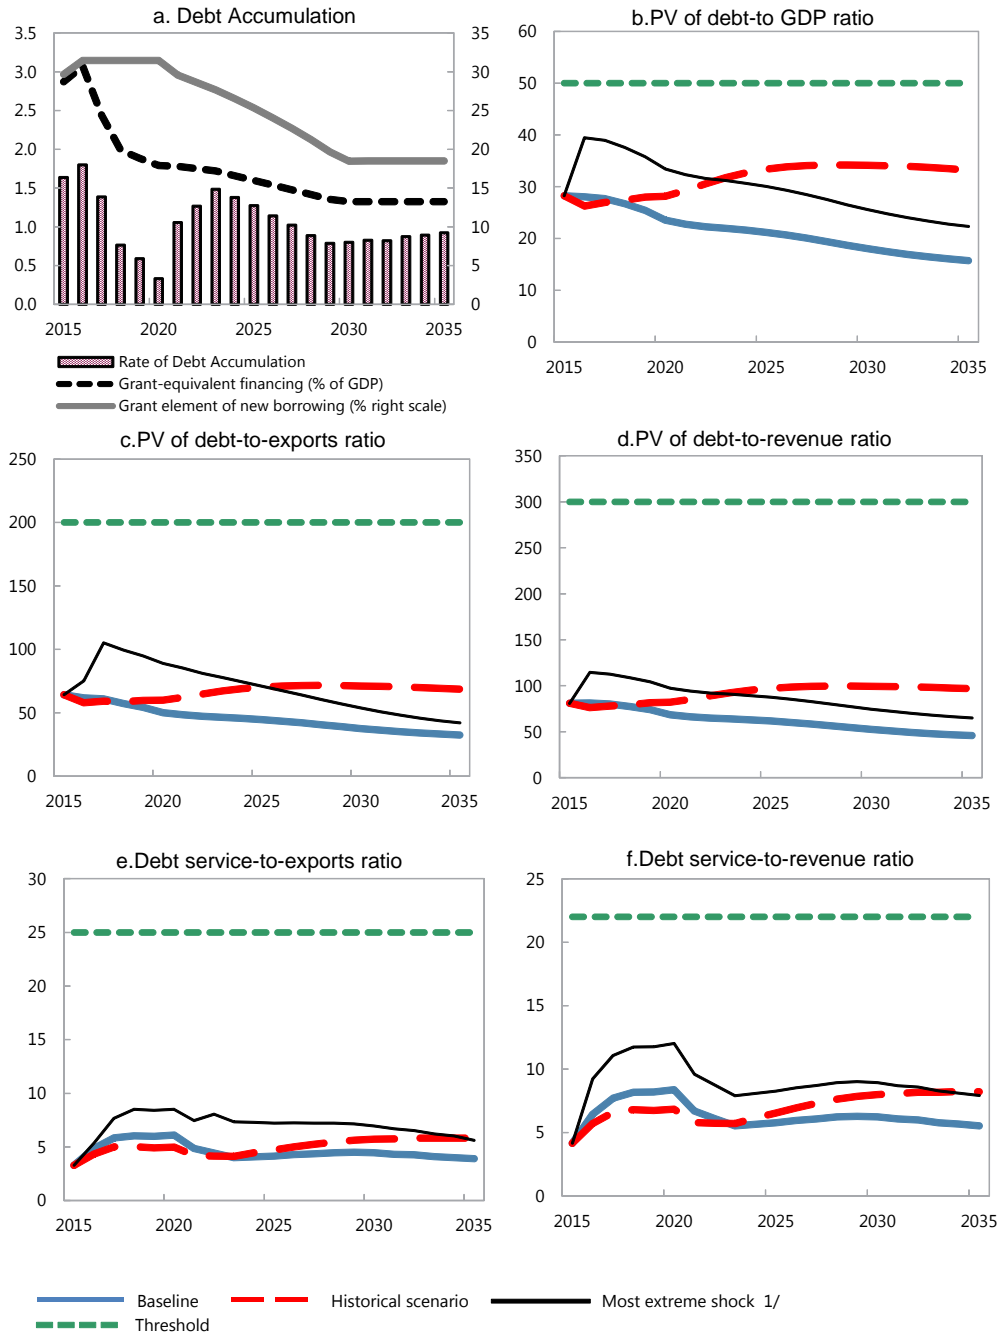 a. Debt Accumulation
3.5
3.0
2.5
2.0
1.5
1.0
0.5
0.0
35
30
25
20
15
10
5
0
2015 2020 2025 2030 2035
Rate of Debt Accumulation
Grant-equivalent financing (% of GDP)
Grant element of new borrowing (% right scale)
b.PV of debt-to GDP ratio
60
50
40
30
20
10
0
2015 2020 2025 2030 2035
c.PV of debt-to-exports ratio
250
200
150
100
50
0
2015 2020 2025 2030 2035
d.PV of debt-to-revenue ratio
350
300
250
200
150
100
50
0
2015 2020 2025 2030 2035
e.Debt service-to-exports ratio
30
25
20
15
10
5
0
2015 2020 2025 2030 2035
f.Debt service-to-revenue ratio
25
20
15
10
5
0
2015 2020 2025 2030 2035
Baseline Historical scenario Most extreme shock 1/
Threshold